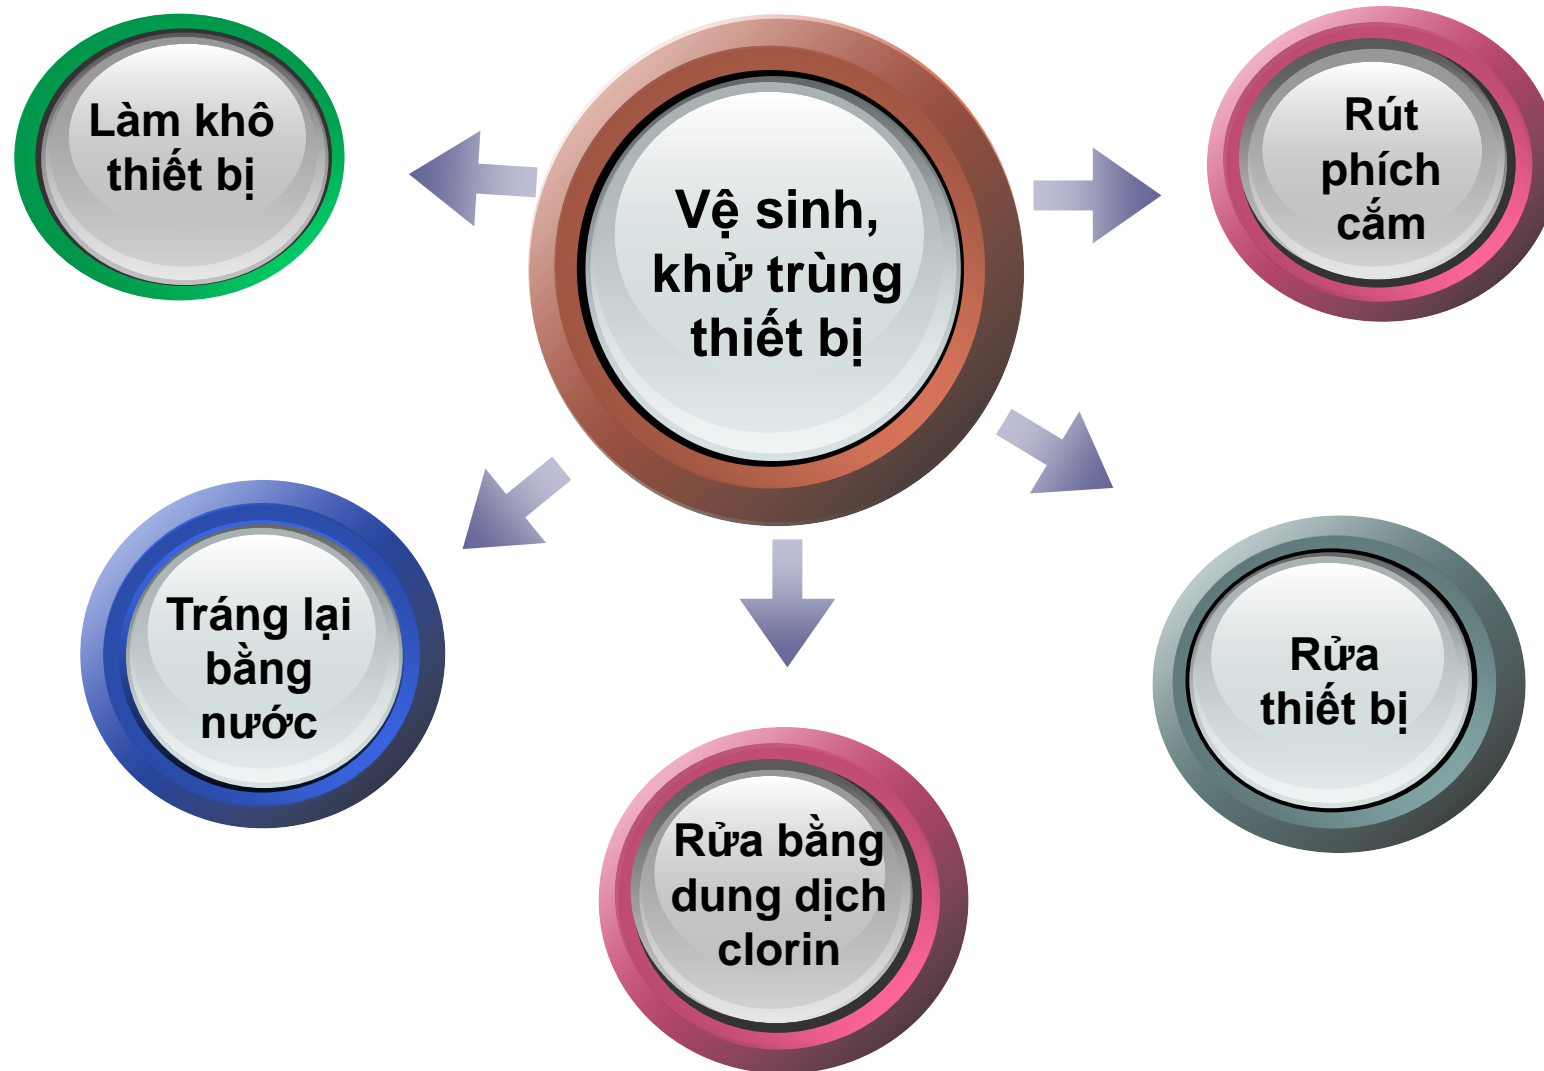 Làm khô
thiết bị
Vệ sinh,
khử trùng
thiết bị
Rút
phích
cắm
Tráng lại
bằng
nước
Rửa bằng
dung dịch
clorin
Rửa
thiết bị